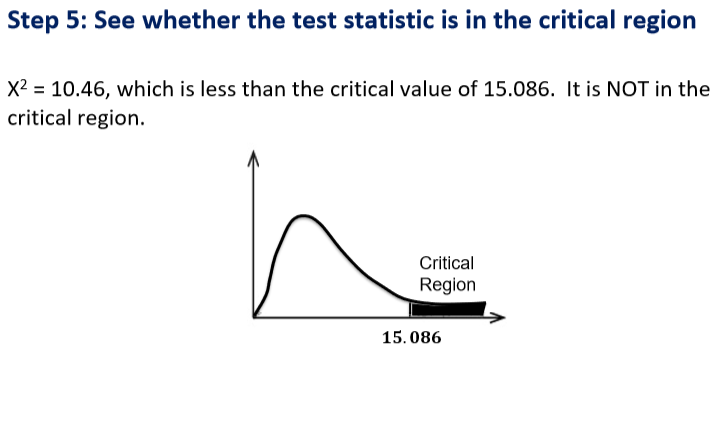 Step 5: See whether the test statistic is in the critical region
X² = 10.46, which is less than the critical value of 15.086.  It is NOT in the
critical region.
Critical
Region
15.086